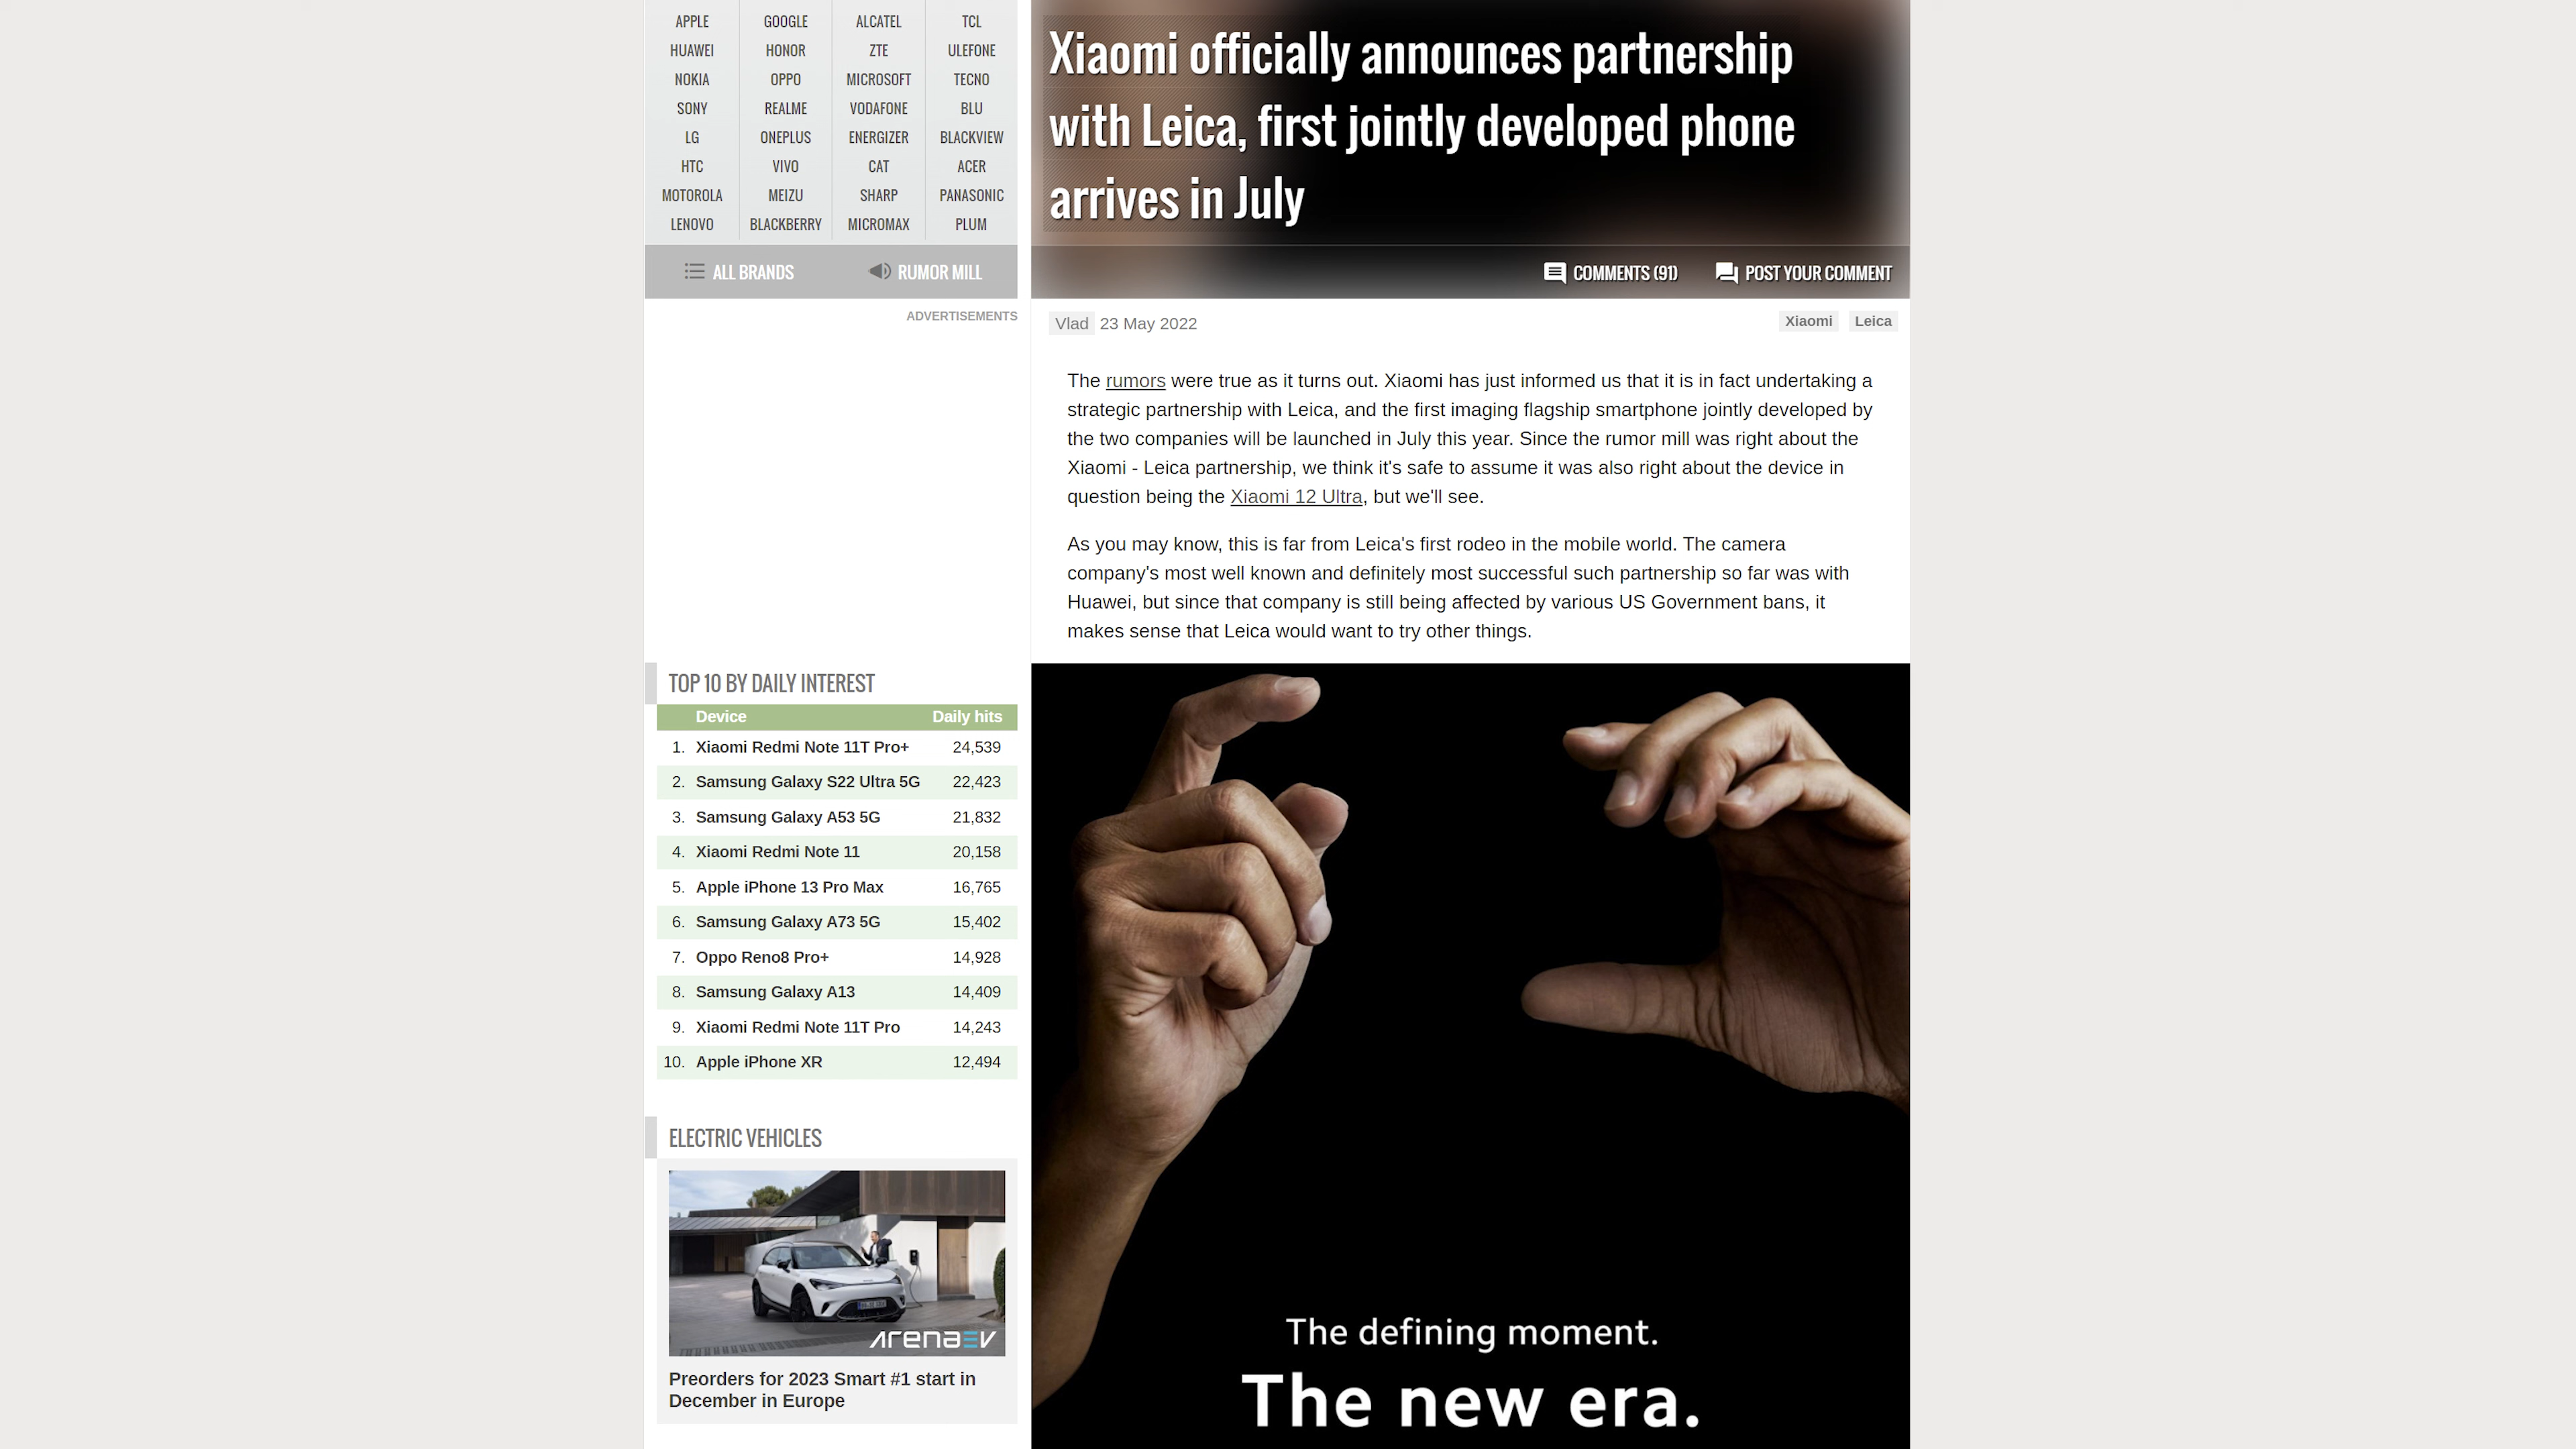 APPLE GOOGLE ALCATEL TCL
HUAWEI HONOR ZTE ULEFONE
NOKIA OPPO MICROSOFT TECNO
SONY REALME VODAFONE BLU
LG ONEPLUS ENERGIZER BLACKVIEW
HTC VIVO CAT ACER
MOTOROLA MEIZU SHARP PANASONIC
LENOVO BLACKBERRY MICROMAX PLUM
ALL BRANDS RUMOR MILL
ADVERTISEMENTS
TOP 10 BY DAILY INTEREST
Device Daily hits
1. Xiaomi Redmi Note 11T Pro+ 24,539
2. Samsung Galaxy S22 Ultra 5G 22,423
3. Samsung Galaxy A53 5G 21,832
4. Xiaomi Redmi Note 11 20,158
5. Apple iPhone 13 Pro Max 16,765
6. Samsung Galaxy A73 5G 15,402
7. Oppo Reno8 Pro+ 14,928
8. Samsung Galaxy A13 14,409
9. Xiaomi Redmi Note 11T Pro 14,243
10. Apple iPhone XR 12,494
ELECTRIC VEHICLES
arenaEV
Preorders for 2023 Smart #1 start in
December in Europe
Xiaomi officially announces partnership
with Leica, first jointly developed phone
arrives in July
COMMENTS (91) POST YOUR COMMENT
Vlad 23 May 2022 Xiaomi Leica
The rumors were true as it turns out. Xiaomi has just informed us that it is in fact undertaking a
strategic partnership with Leica, and the first imaging flagship smartphone jointly developed by
the two companies will be launched in July this year. Since the rumor mill was right about the
Xiaomi - Leica partnership, we think it's safe to assume it was also right about the device in
question being the Xiaomi 12 Ultra, but we'll see.
As you may know, this is far from Leica's first rodeo in the mobile world. The camera
company's most well known and definitely most successful such partnership so far was with
Huawei, but since that company is still being affected by various US Government bans, it
makes sense that Leica would want to try other things.
The defining moment.
The new era.